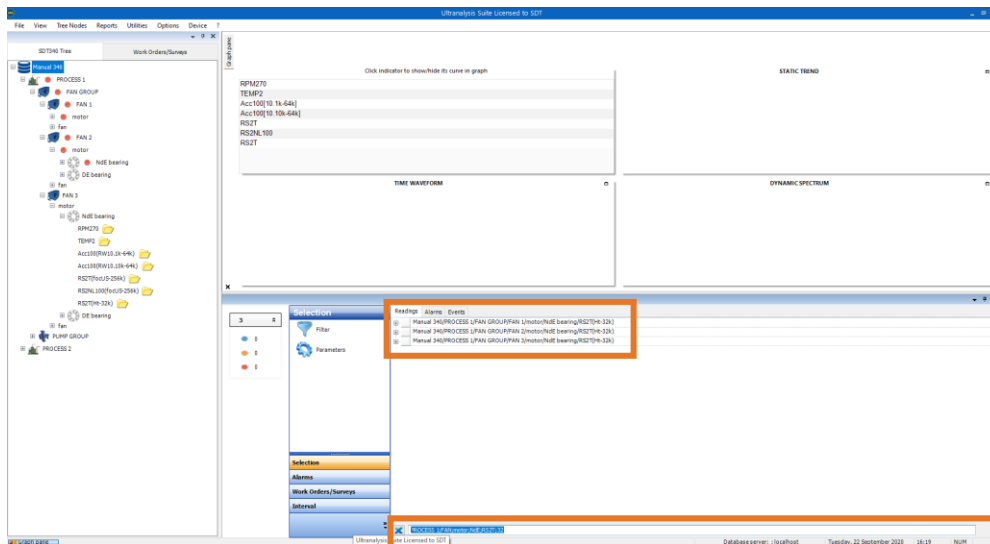 Ultranalysis Suite Licensed to SDT
File View Tree Nodes Reports Utilities Options Device ?
SDT340 Tree
Work Orders/Surveys
Manual 340
PROCESS 1
FAN GROUP
FAN 1
motor
fan
FAN 2
motor
NdE bearing
DE bearing
fan
FAN 3
motor
NdE bearing
RPM270
TEMP2
Acc100(RW10.1k-64k)
Acc100(RW10.10k-64k)
RS2T(focUS-256k)
RS2NL100(focUS-256k)
RS2T(Ht-32k)
DE bearing
fan
PUMP GROUP
PROCESS 2
Graph pane
Click indicator to show/hide its curve in graph
RPM270
TEMP2
Acc100[10.1k-64k]
Acc100[10.10k-64k]
RS2T
RS2NL100
RS2T
STATIC TREND
TIME WAVEFORM
DYNAMIC SPECTRUM
3
0
0
0
Selection
Filter
Parameters
Selection
Alarms
Work Orders/Surveys
Interval
Readings Alarms Events
Manual 340/PROCESS 1/FAN GROUP/FAN 1/motor/NdE bearing/RS2T(Ht-32k)
Manual 340/PROCESS 1/FAN GROUP/FAN 2/motor/NdE bearing/RS2T(Ht-32k)
Manual 340/PROCESS 1/FAN GROUP/FAN 3/motor/NdE bearing/RS2T(Ht-32k)
Graph pane
Ultranalysis Suite Licensed to SDT
Database server: :localhost
Tuesday, 22 September 2020
16:19
NUM